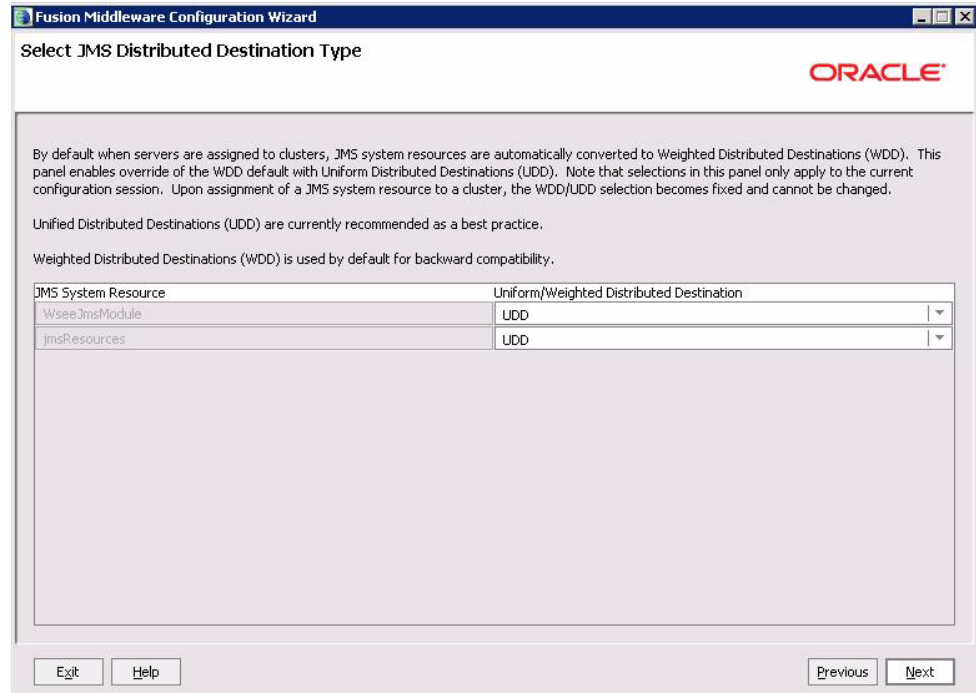 Fusion Middleware Configuration Wizard
Select JMS Distributed Destination Type
ORACLE
By default when servers are assigned to clusters, JMS system resources are automatically converted to Weighted Distributed Destinations (WDD).  This
panel enables override of the WDD default with Uniform Distributed Destinations (UDD).  Note that selections in this panel only apply to the current
configuration session.  Upon assignment of a JMS system resource to a cluster, the WDD/UDD selection becomes fixed and cannot be changed.
Unified Distributed Destinations (UDD) are currently recommended as a best practice.
Weighted Distributed Destinations (WDD) is used by default for backward compatibility.
JMS System Resource Uniform/Weighted Distributed Destination
WseeJmsModule UDD
jmsResources UDD
Exit Help Previous Next